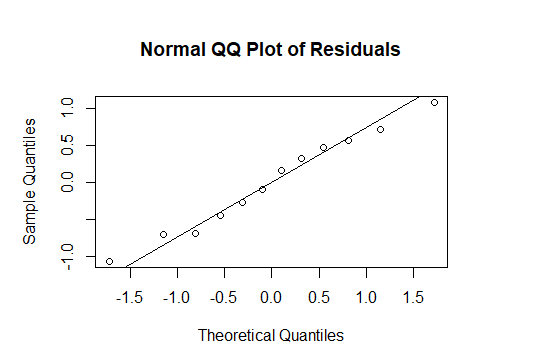 Normal QQ Plot of Residuals
Sample Quantiles
1.0
0.5
0.0
-1.0
-1.5 -1.0 -0.5 0.0 0.5 1.0 1.5
Theoretical Quantiles